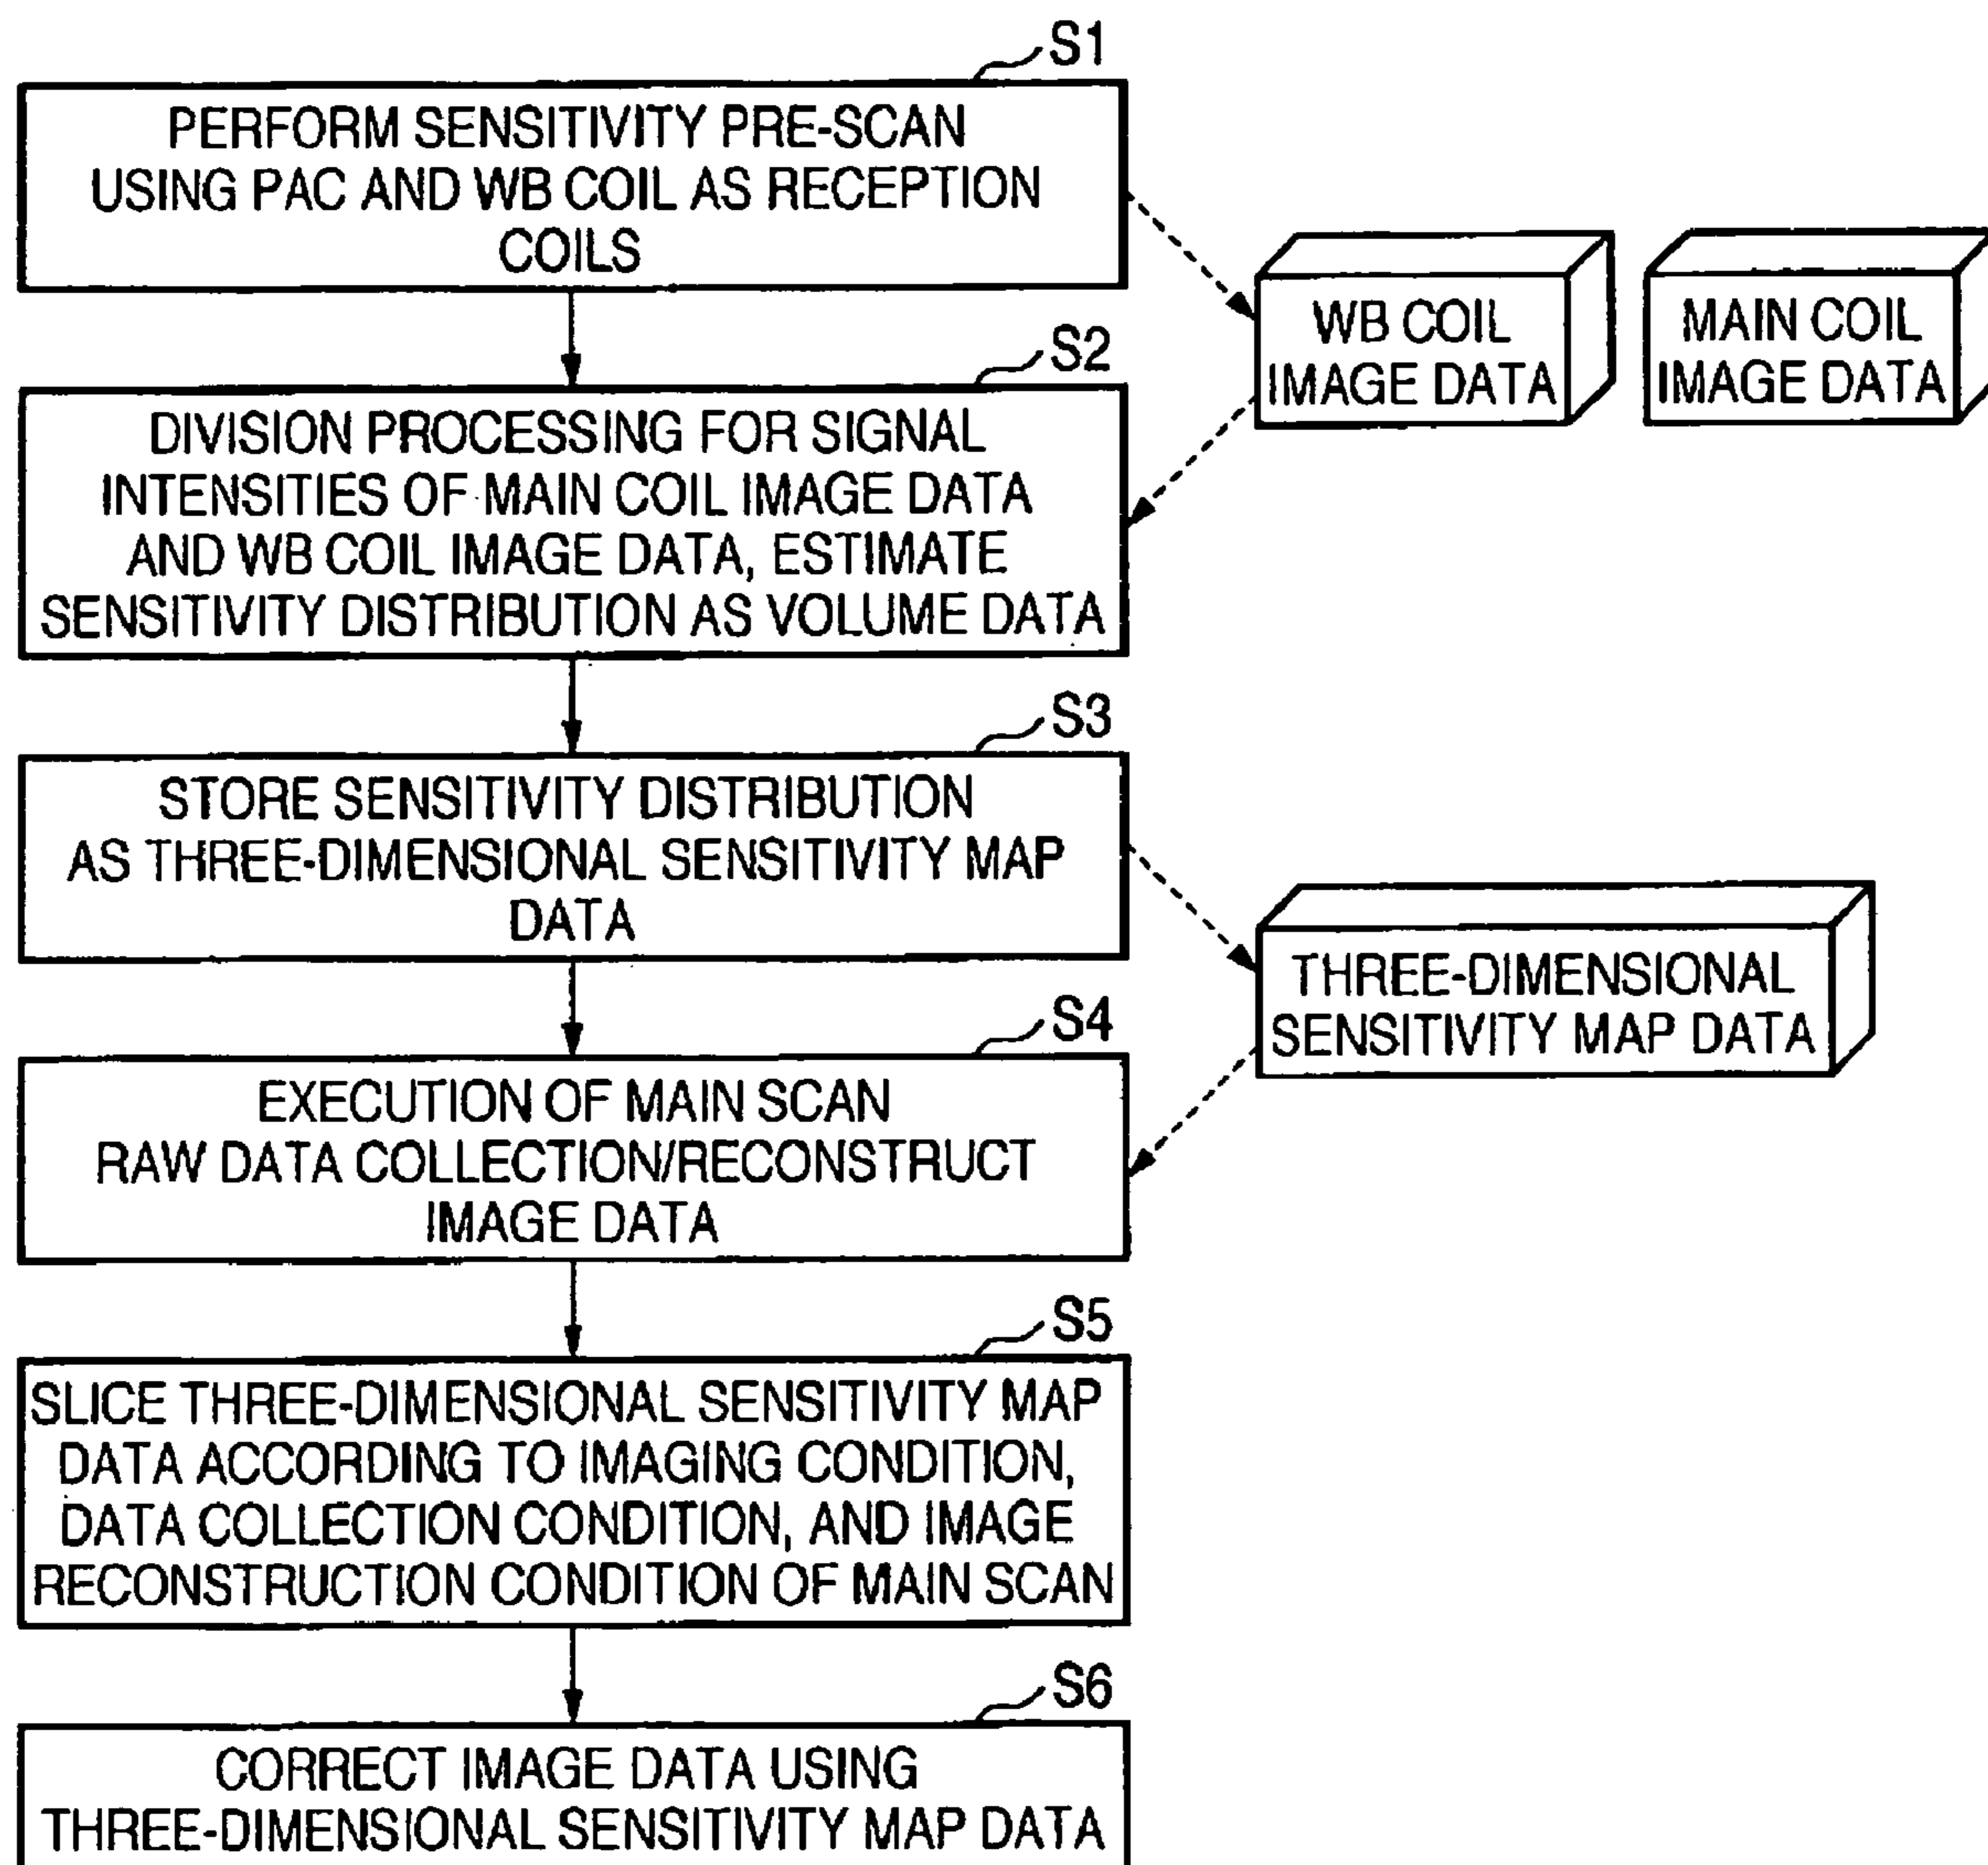 S1
PERFORM SENSITIVITY PRE-SCAN
USING PAC AND WB COIL AS RECEPTION
COILS
WB COIL
IMAGE DATA
MAIN COIL
IMAGE DATA
S2
DIVISION PROCESSING FOR SIGNAL
INTENSITIES OF MAIN COIL IMAGE DATA
AND WB COIL IMAGE DATA, ESTIMATE
SENSITIVITY DISTRIBUTION AS VOLUME DATA
S3
STORE SENSITIVITY DISTRIBUTION
AS THREE-DIMENSIONAL SENSITIVITY MAP
DATA
THREE-DIMENSIONAL
SENSITIVITY MAP DATA
S4
EXECUTION OF MAIN SCAN
RAW DATA COLLECTION/RECONSTRUCT
IMAGE DATA
S5
SLICE THREE-DIMENSIONAL SENSITIVITY MAP
DATA ACCORDING TO IMAGING CONDITION,
DATA COLLECTION CONDITION, AND IMAGE
RECONSTRUCTION CONDITION OF MAIN SCAN
S6
CORRECT IMAGE DATA USING
THREE-DIMENSIONAL SENSITIVITY MAP DATA